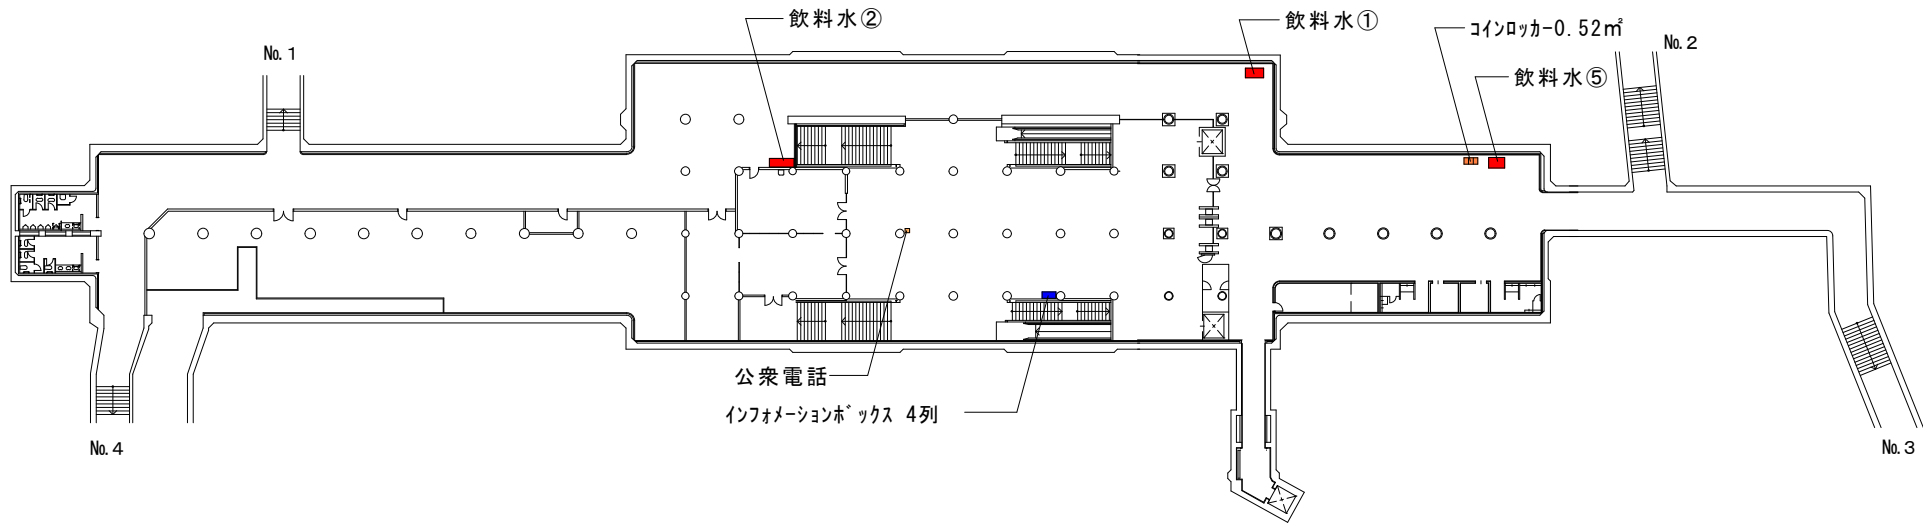 飲料水②
飲料水①
コインロッカー0.52㎡
№.1
№.2
飲料水⑤
公衆電話
インフォメーションボックス 4列
№.4
№.3